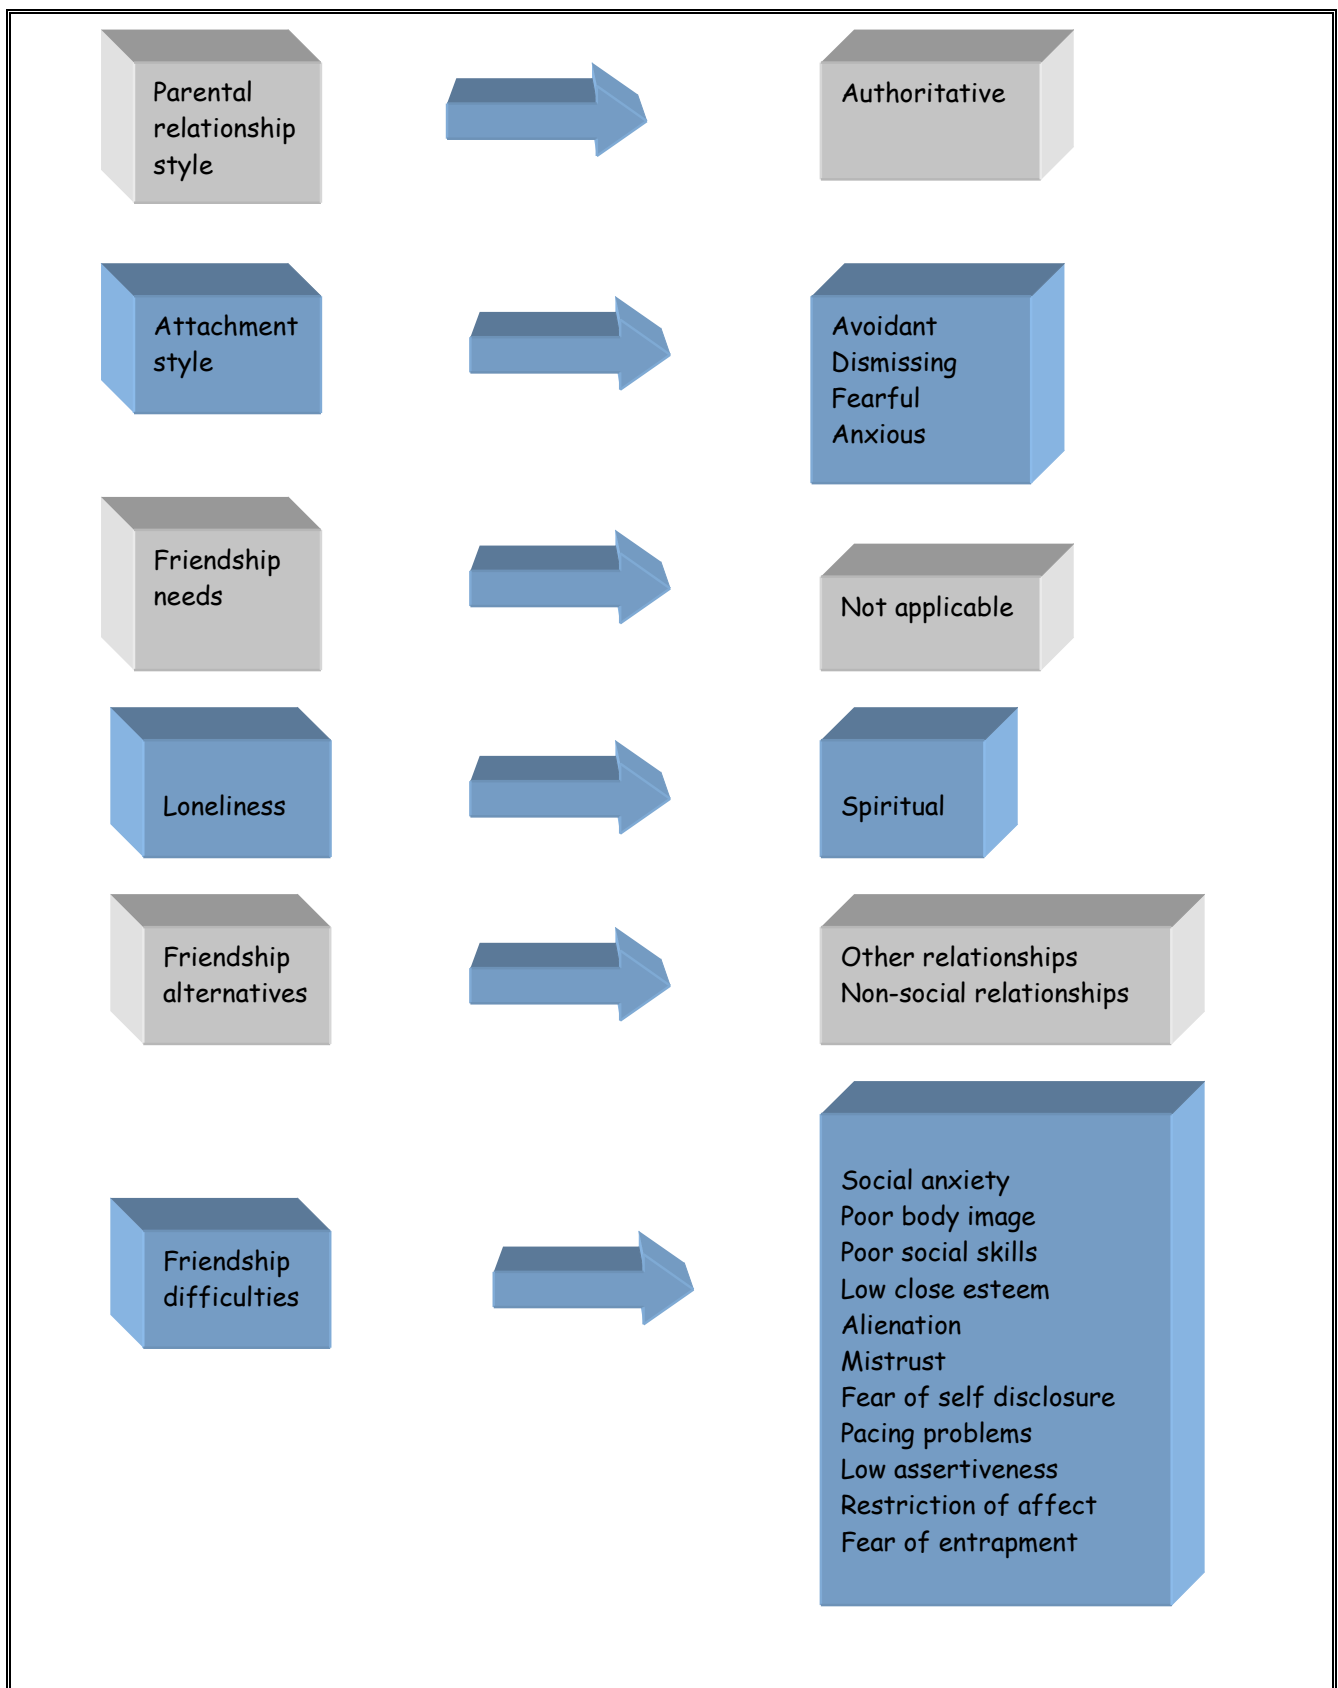 Parental
relationship
style
Authoritative
Attachment
style
Avoidant
Dismissing
Fearful
Anxious
Friendship
needs
Not applicable
Loneliness
Spiritual
Friendship
alternatives
Other relationships
Non-social relationships
Friendship
difficulties
Social anxiety
Poor body image
Poor social skills
Low close esteem
Alienation
Mistrust
Fear of self disclosure
Pacing problems
Low assertiveness
Restriction of affect
Fear of entrapment